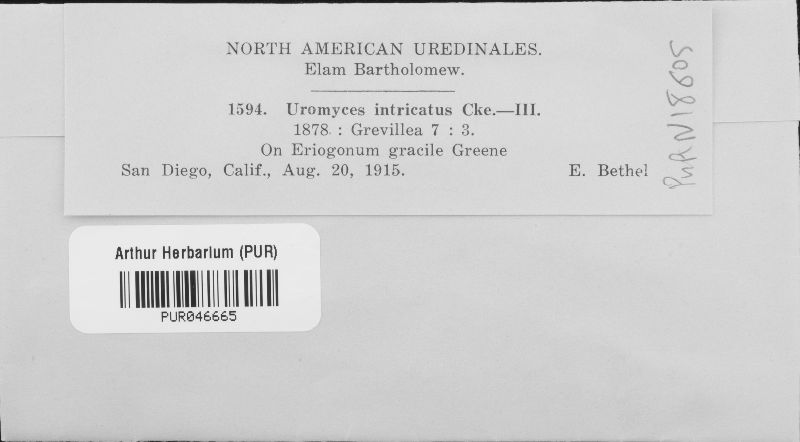 NORTH AMERICAN UREDINALES.
Elam Bartholomew.
1594. Uromyces intricatus Cke.—III.
1878 : Grevillea 7 : 3.
On Eriogonum gracile Greene
San Diego, Calif., Aug. 20, 1915. E. Bethel
PUR N18605
Arthur Herbarium (PUR)
PUR046665